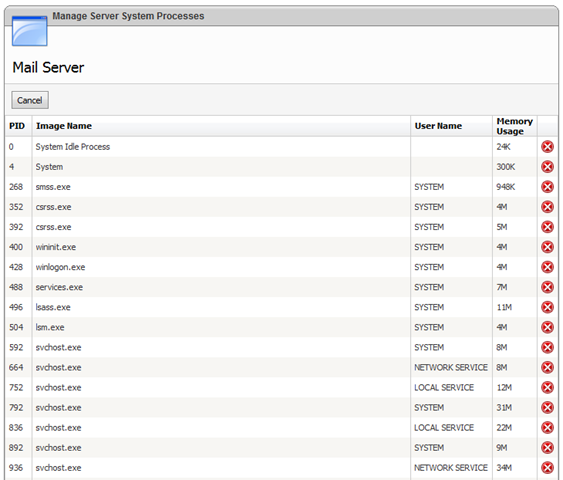 Manage Server System Processes
Mail Server
Cancel
PID Image Name User Name Memory Usage
0 System Idle Process 24K
4 System 300K
268 smss.exe SYSTEM 948K
352 csrss.exe SYSTEM 4M
392 csrss.exe SYSTEM 5M
400 wininit.exe SYSTEM 4M
428 winlogon.exe SYSTEM 4M
488 services.exe SYSTEM 7M
496 lsass.exe SYSTEM 11M
504 lsm.exe SYSTEM 4M
592 svchost.exe SYSTEM 8M
664 svchost.exe NETWORK SERVICE 8M
752 svchost.exe LOCAL SERVICE 12M
792 svchost.exe SYSTEM 31M
836 svchost.exe LOCAL SERVICE 22M
892 svchost.exe SYSTEM 9M
936 svchost.exe NETWORK SERVICE 34M